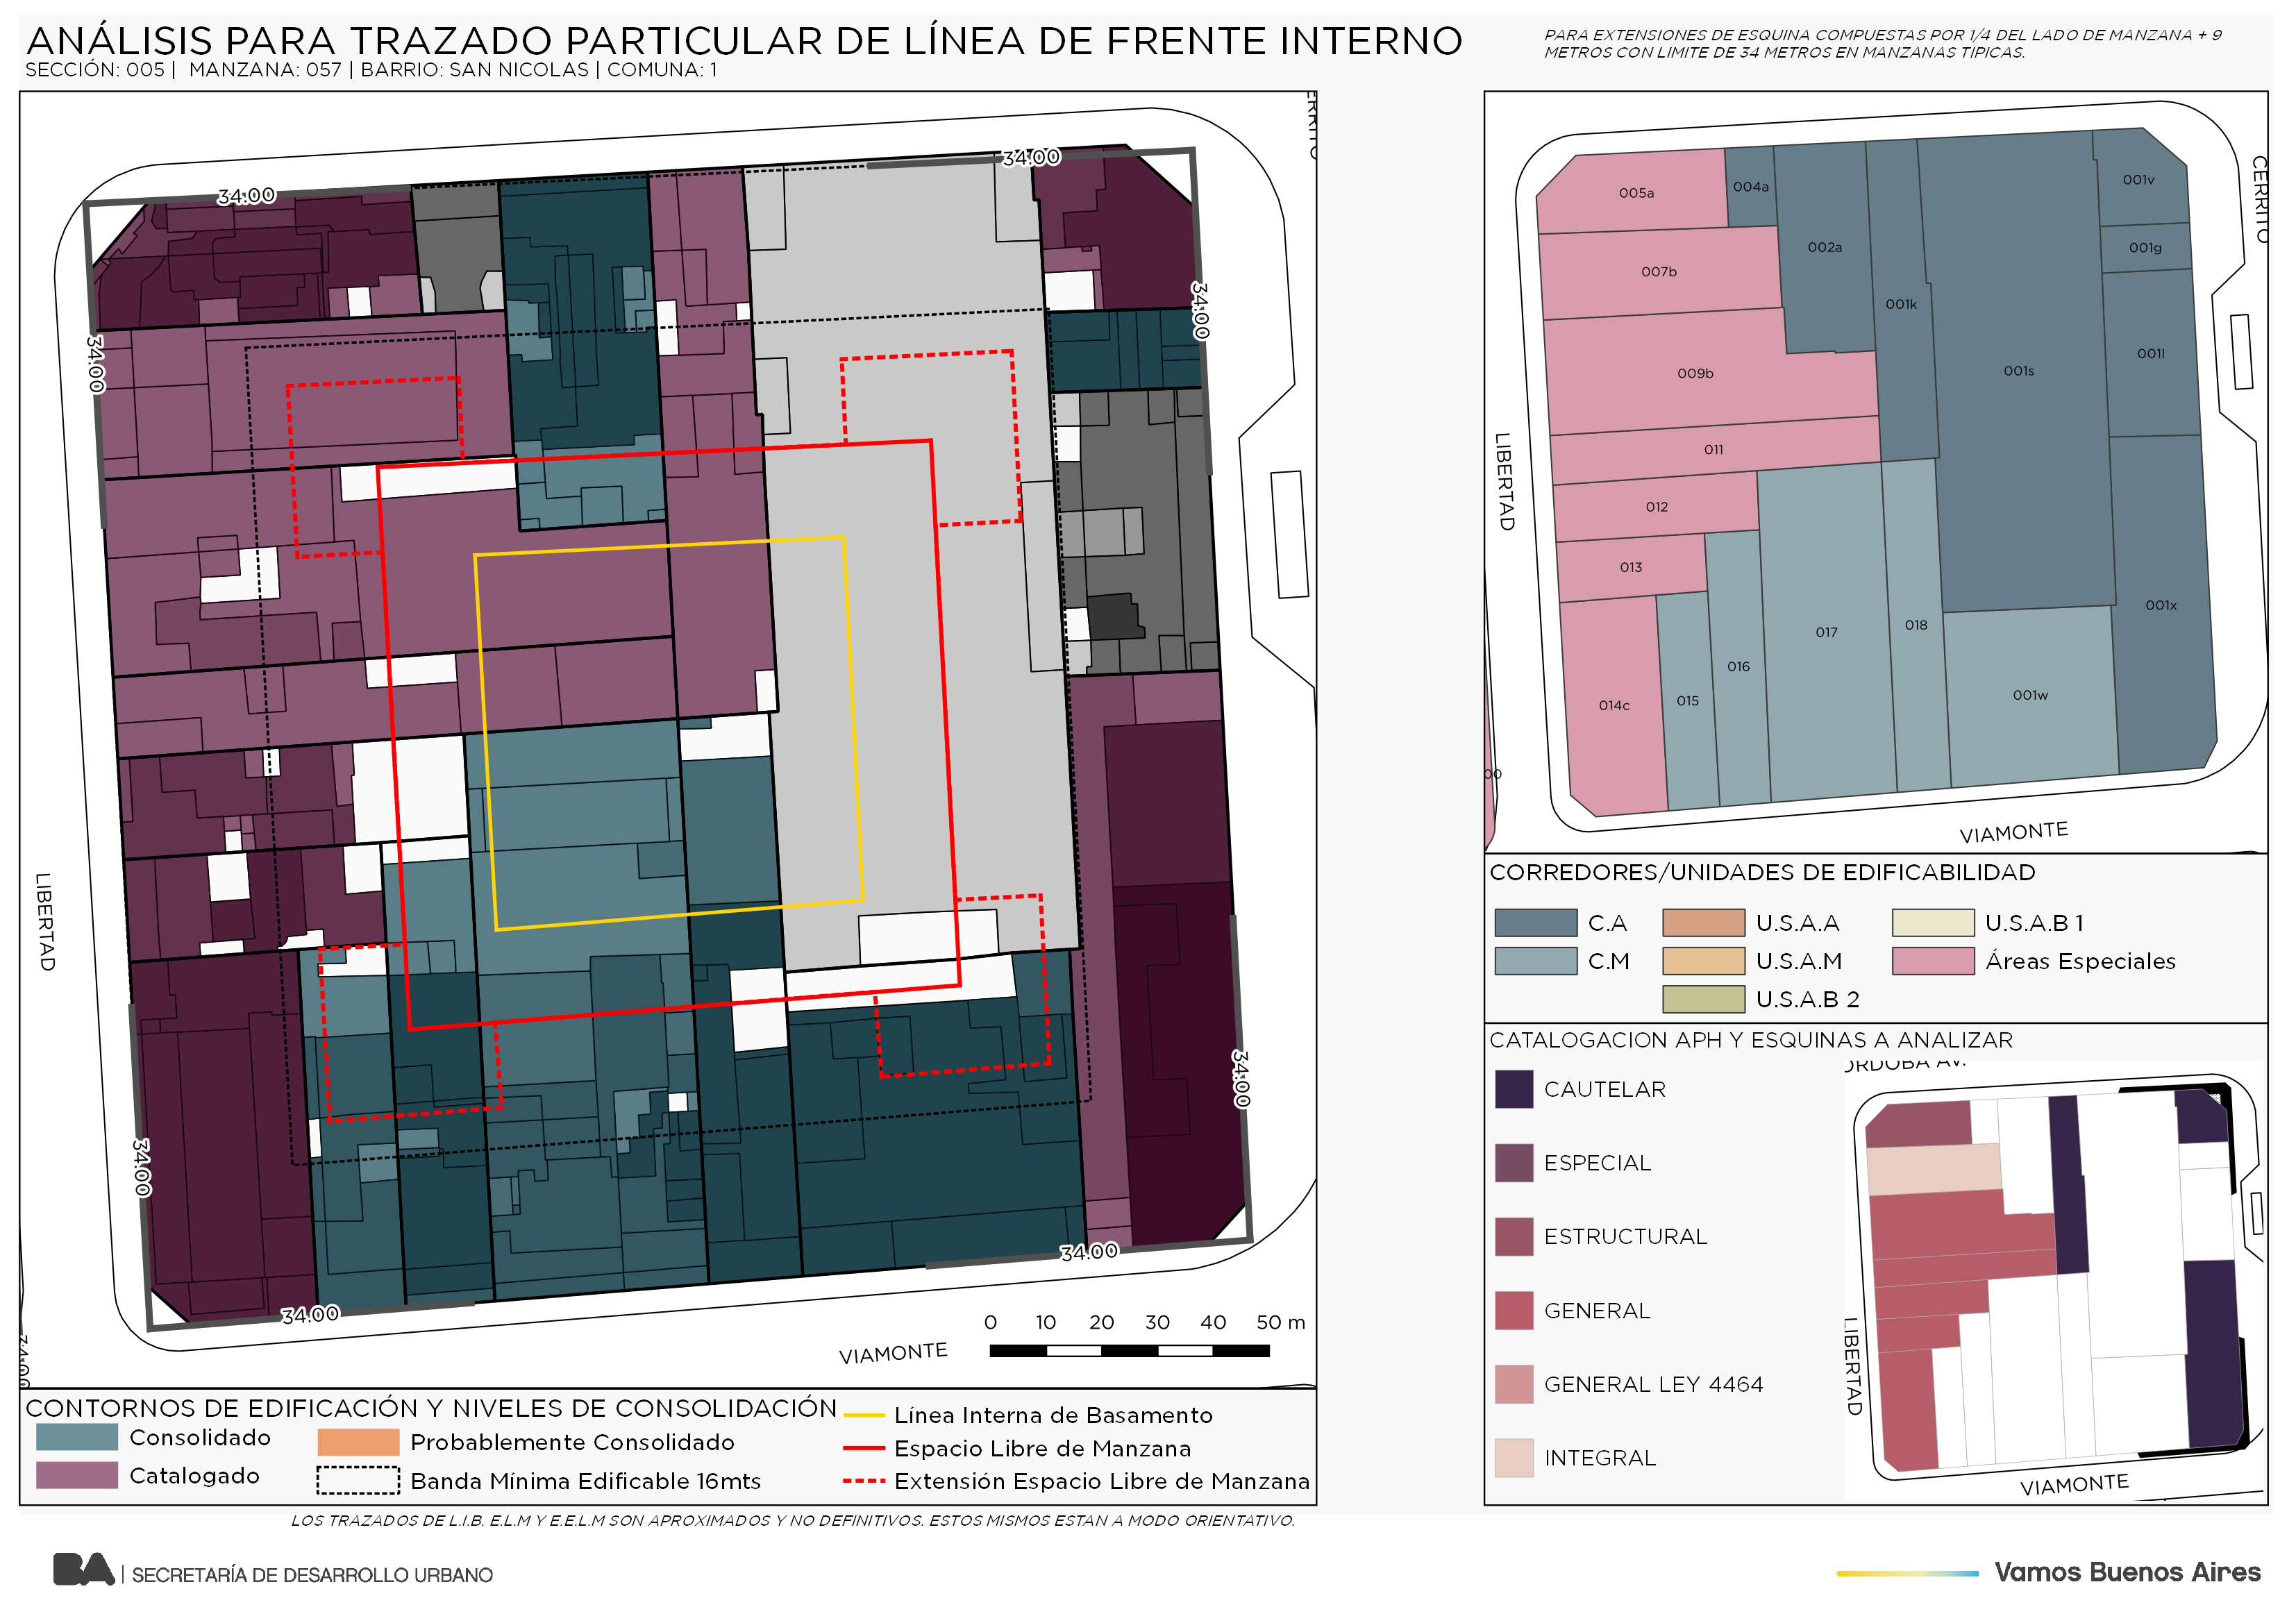 ANÁLISIS PARA TRAZADO PARTICULAR DE LÍNEA DE FRENTE INTERNO
SECCIÓN: 005 | MANZANA: 057 | BARRIO: SAN NICOLAS | COMUNA: 1
PARA EXTENSIONES DE ESQUINA COMPUESTAS POR 1/4 DEL LADO DE MANZANA + 9
METROS CON LIMITE DE 34 METROS EN MANZANAS TIPICAS.
34.00
34.00
34.00
34.00
34.00
34.00
34.00
34.00
LIBERTAD
VIAMONTE
0 10 20 30 40 50 m
CONTORNOS DE EDIFICACIÓN Y NIVELES DE CONSOLIDACIÓN
Consolidado
Catalogado
Probablemente Consolidado
Banda Mínima Edificable 16mts
Línea Interna de Basamento
Espacio Libre de Manzana
Extensión Espacio Libre de Manzana
LOS TRAZADOS DE L.I.B. E.L.M Y E.E.L.M SON APROXIMADOS Y NO DEFINITIVOS. ESTOS MISMOS ESTAN A MODO ORIENTATIVO.
005a
004a
001v
007b
002a
001g
001k
009b
001s
001l
011
012
013
001x
014c
015
016
017
018
001w
CERRITO
LIBERTAD
VIAMONTE
CORREDORES/UNIDADES DE EDIFICABILIDAD
C.A
C.M
U.S.A.A
U.S.A.M
U.S.A.B 2
U.S.A.B 1
Áreas Especiales
CATALOGACION APH Y ESQUINAS A ANALIZAR
CAUTELAR
ESPECIAL
ESTRUCTURAL
GENERAL
GENERAL LEY 4464
INTEGRAL
LIBERTAD
VIAMONTE
BA | SECRETARÍA DE DESARROLLO URBANO
Vamos Buenos Aires